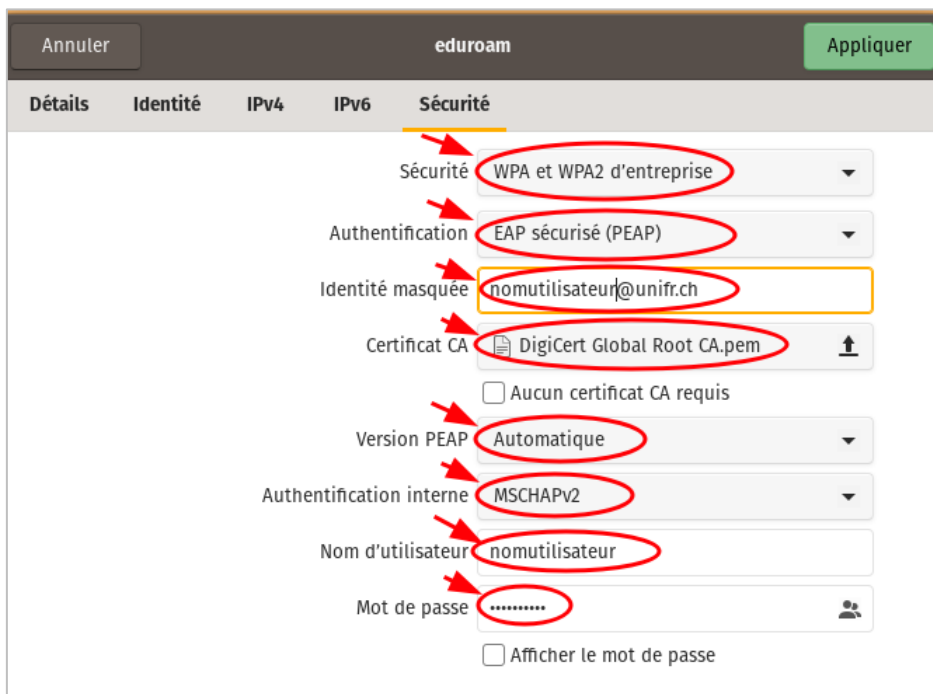 Annuler eduroam Appliquer
Détails Identité IPv4 IPv6 Sécurité
Sécurité WPA et WPA2 d'entreprise
Authentification EAP sécurisé (PEAP)
Identité masquée nomutilisateur@unifr.ch
Certificat CA DigiCert Global Root CA.pem
Aucun certificat CA requis
Version PEAP Automatique
Authentification interne MSCHAPv2
Nom d'utilisateur nomutilisateur
Mot de passe ••••••••••
Afficher le mot de passe